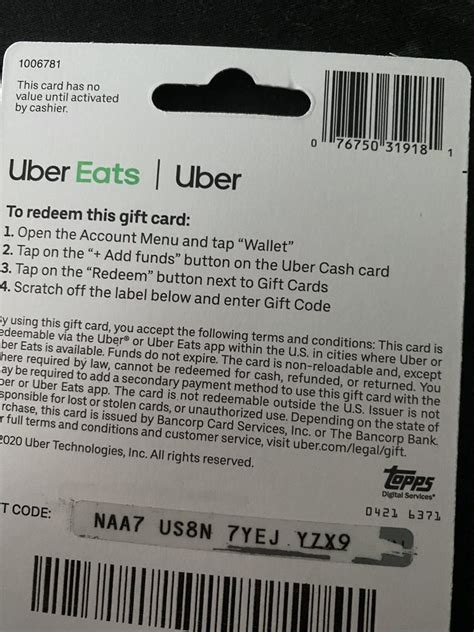 1006781
This card has no
value until activated
by cashier.
0 76750 31918 1
Uber Eats | Uber
To redeem this gift card:
1. Open the Account Menu and tap “Wallet”
2. Tap on the “+ Add funds” button on the Uber Cash card
3. Tap on the “Redeem” button next to Gift Cards
4. Scratch off the label below and enter Gift Code
y using this gift card, you accept the following terms and conditions: This card is
edeemable via the Uber® or Uber Eats app within the U.S. in cities where Uber or
ber Eats is available. Funds do not expire. The card is non-reloadable and, except
here required by law, cannot be redeemed for cash, refunded, or returned. You
ay be required to add a secondary payment method to use this gift card with the
ber or Uber Eats app. The card is not redeemable outside the U.S. Issuer is not
sponsible for lost or stolen cards, or unauthorized use. Depending on the state of
rchase, this card is issued by Bancorp Card Services, Inc. or The Bancorp Bank.
r full terms and conditions and customer service, visit uber.com/legal/gift.
2020 Uber Technologies, Inc. All rights reserved.
topps
Digital Services®
0421 6371
T CODE:
NAA7 US8N 7YEJ YZX9